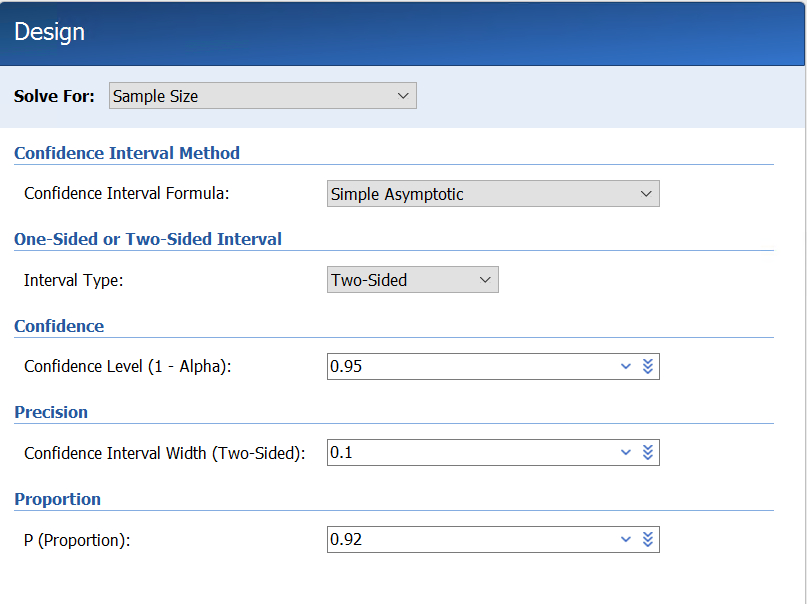 Design
Solve For: Sample Size
Confidence Interval Method
Confidence Interval Formula: Simple Asymptotic
One-Sided or Two-Sided Interval
Interval Type: Two-Sided
Confidence
Confidence Level (1 - Alpha): 0.95
Precision
Confidence Interval Width (Two-Sided): 0.1
Proportion
P (Proportion): 0.92